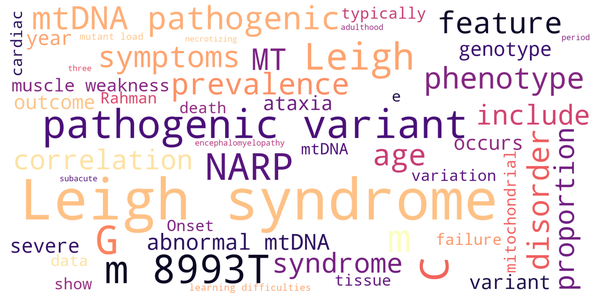 cardiac
mtDNA pathogenic
typically
feature
year
mutant load
necrotizing
adulthood
period
symptoms
MT
Leigh
genotype
three
muscle weakness
Rahman
prevalence
phenotype
outcome
death
ataxia
e
include
pathogenic variant
encephalomyopathy
mtDNA
occurs
correlation
NARP
age
variation
subacute
Leigh syndrome
mitochondrial
disorder
proportion
Onset
severe
G
abnormal mtDNA
m
failure
data
m 8993T
syndrome
C
variant
show
tissue
learning difficulties